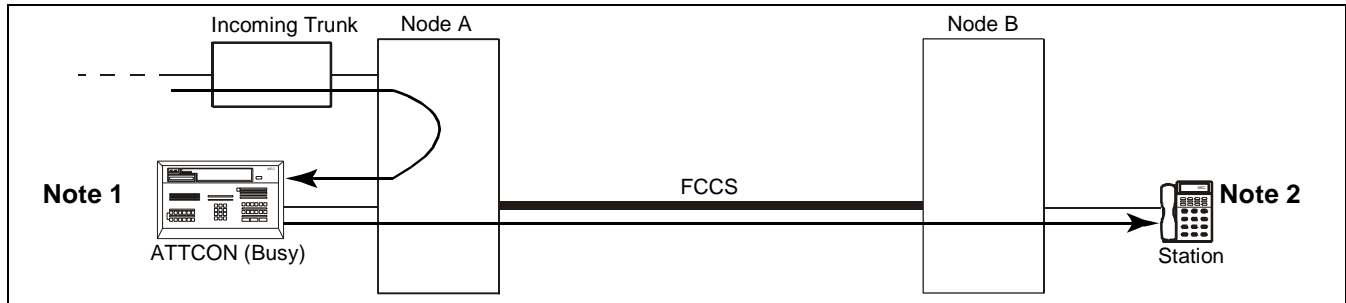 Incoming Trunk
Node A
Node B
Note 1
FCCS
Note 2
ATTCON (Busy)
Station